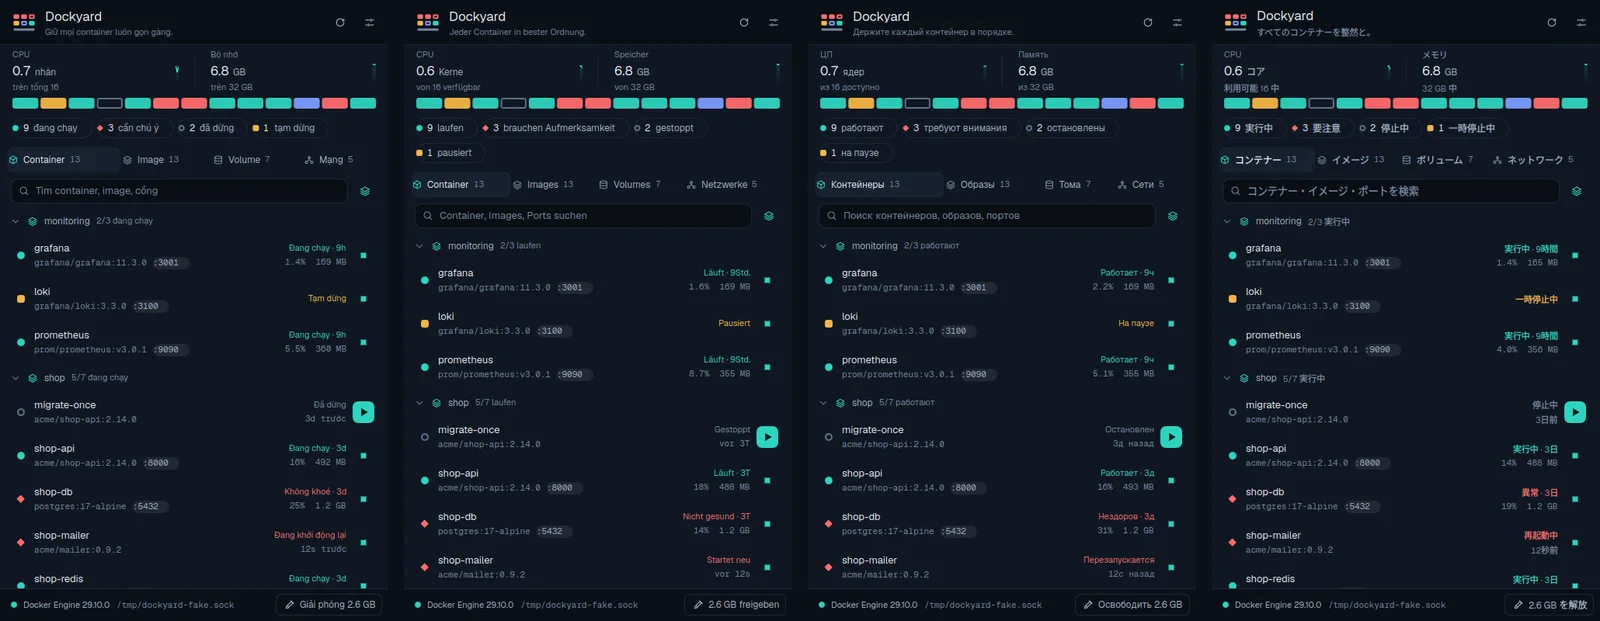 Dockyard
Giữ mọi container luôn gọn gàng.
CPU
0.7 nhân
trên tổng 16
Bộ nhớ
6.8 GB
trên 32 GB
9 đang chạy
3 cần chú ý
2 đã dừng
1 tạm dừng
Container 13
Image 13
Volume 7
Mạng 5
Tìm container, image, cổng
monitoring 2/3 đang chạy
grafana
Đang chạy · 9h
grafana/grafana:11.3.0 :3001
1.4% 169 MB
loki
Tạm dừng
grafana/loki:3.3.0 :3100
prometheus
Đang chạy · 9h
prom/prometheus:v3.0.1 :9090
5.5% 360 MB
shop 5/7 đang chạy
migrate-once
Đã dừng
acme/shop-api:2.14.0
3d trước
shop-api
Đang chạy · 3d
acme/shop-api:2.14.0 :8000
16% 492 MB
shop-db
Không khoẻ · 3d
postgres:17-alpine :5432
25% 1.2 GB
shop-mailer
Đang khởi động lại
acme/mailer:0.9.2
12s trước
shop-redis
Đang chạy · 3d
Docker Engine 29.10.0 /tmp/dockyard-fake.sock
Giải phóng 2.6 GB
Dockyard
Jeder Container in bester Ordnung.
CPU
0.6 Kerne
von 16 verfügbar
Speicher
6.8 GB
von 32 GB
9 laufen
3 brauchen Aufmerksamkeit
2 gestoppt
1 pausiert
Container 13
Images 13
Volumes 7
Netzwerke 5
Container, Images, Ports suchen
monitoring 2/3 laufen
grafana
Läuft · 9Std.
grafana/grafana:11.3.0 :3001
1.6% 169 MB
loki
Pausiert
grafana/loki:3.3.0 :3100
prometheus
Läuft · 9Std.
prom/prometheus:v3.0.1 :9090
8.7% 355 MB
shop 5/7 laufen
migrate-once
Gestoppt
acme/shop-api:2.14.0
vor 3T
shop-api
Läuft · 3T
acme/shop-api:2.14.0 :8000
18% 488 MB
shop-db
Nicht gesund · 3T
postgres:17-alpine :5432
14% 1.2 GB
shop-mailer
Startet neu
acme/mailer:0.9.2
vor 12s
Docker Engine 29.10.0 /tmp/dockyard-fake.sock
2.6 GB freigeben
Dockyard
Держите каждый контейнер в порядке.
ЦП
0.7 ядер
из 16 доступно
Память
6.8 GB
из 32 GB
9 работают
3 требуют внимания
2 остановлены
1 на паузе
Контейнеры 13
Образы 13
Тома 7
Сети 5
Поиск контейнеров, образов, портов
monitoring 2/3 работают
grafana
Работает · 9ч
grafana/grafana:11.3.0 :3001
2.2% 169 MB
loki
На паузе
grafana/loki:3.3.0 :3100
prometheus
Работает · 9ч
prom/prometheus:v3.0.1 :9090
5.1% 355 MB
shop 5/7 работают
migrate-once
Остановлен
acme/shop-api:2.14.0
3д назад
shop-api
Работает · 3д
acme/shop-api:2.14.0 :8000
16% 493 MB
shop-db
Нездоров · 3д
postgres:17-alpine :5432
31% 1.2 GB
shop-mailer
Перезапускается
acme/mailer:0.9.2
12с назад
Docker Engine 29.10.0 /tmp/dockyard-fake.sock
Освободить 2.6 GB
Dockyard
すべてのコンテナーを整然と。
CPU
0.6 コア
利用可能 16 中
メモリ
6.8 GB
32 GB 中
9 実行中
3 要注意
2 停止中
1 一時停止中
コンテナー 13
イメージ 13
ボリューム 7
ネットワーク 5
コンテナー・イメージ・ポートを検索
monitoring 2/3 実行中
grafana
実行中 · 9時間
grafana/grafana:11.3.0 :3001
1.4% 165 MB
loki
一時停止中
grafana/loki:3.3.0 :3100
prometheus
実行中 · 9時間
prom/prometheus:v3.0.1 :9090
4.0% 356 MB
shop 5/7 実行中
migrate-once
停止中
acme/shop-api:2.14.0
3日前
shop-api
実行中 · 3日
acme/shop-api:2.14.0 :8000
14% 488 MB
shop-db
異常 · 3日
postgres:17-alpine :5432
19% 1.2 GB
shop-mailer
再起動中
acme/mailer:0.9.2
12秒前
shop-redis
実行中 · 3日
Docker Engine 29.10.0 /tmp/dockyard-fake.sock
2.6 GB を解放